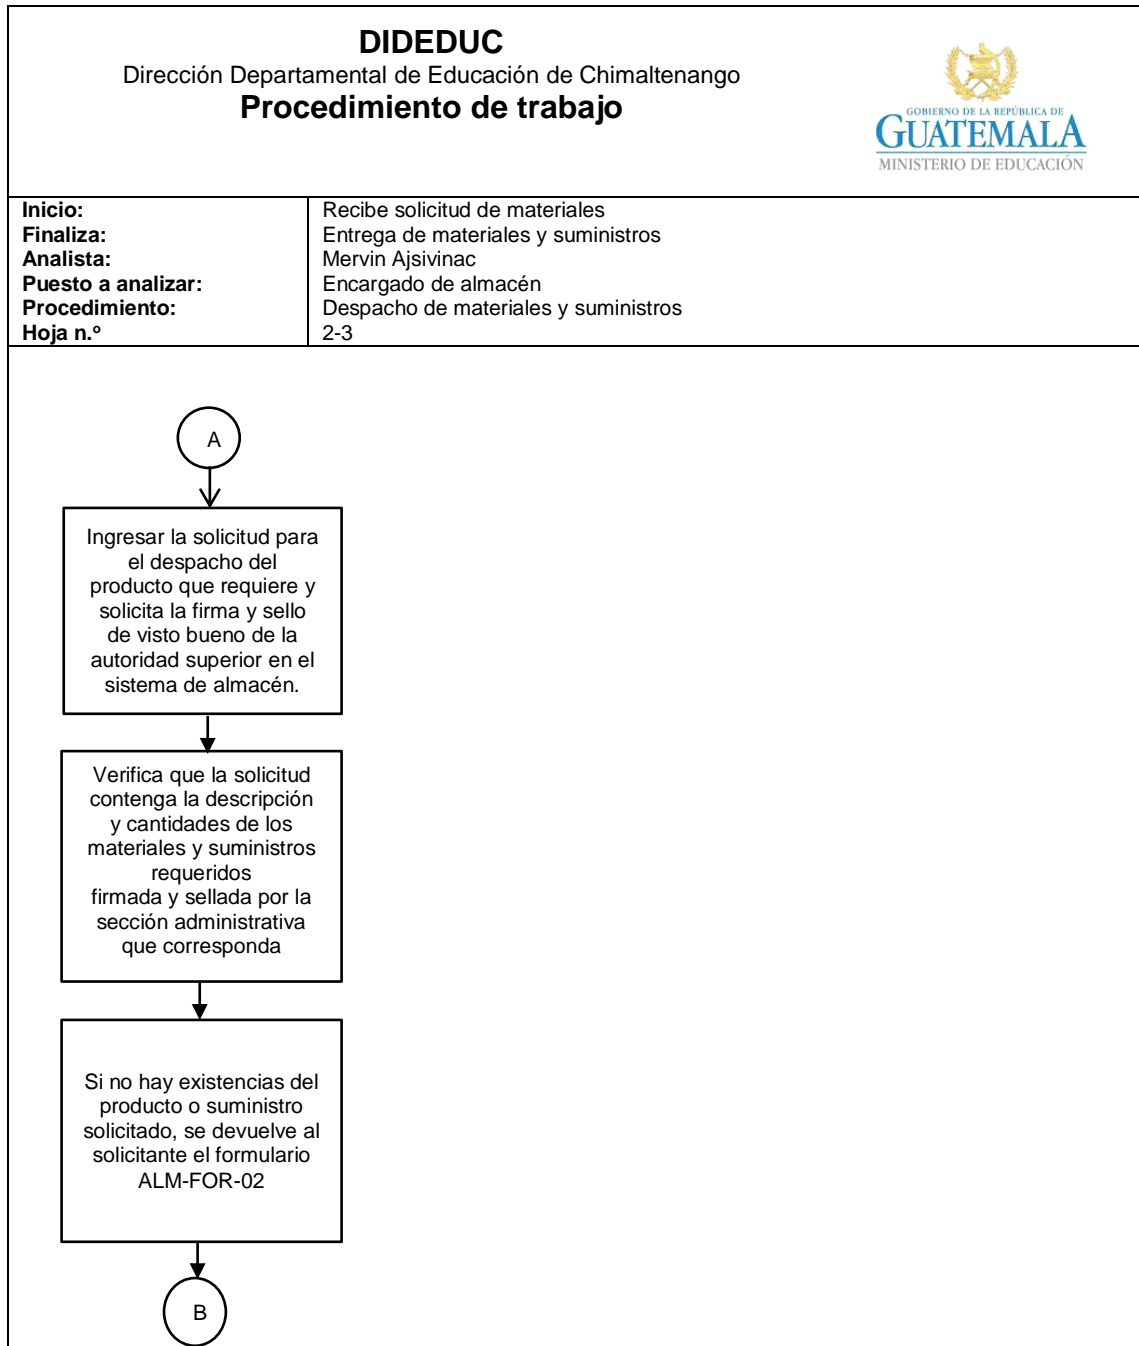 DIDEDUC
Dirección Departamental de Educación de Chimaltenango
Procedimiento de trabajo
GOBIERNO DE LA REPÚBLICA DE
GUATEMALA
MINISTERIO DE EDUCACIÓN
Inicio: Recibe solicitud de materiales
Finaliza: Entrega de materiales y suministros
Analista: Mervin Ajsivinac
Puesto a analizar: Encargado de almacén
Procedimiento: Despacho de materiales y suministros
Hoja n.º 2-3
A
Ingresar la solicitud para
el despacho del
producto que requiere y
solicita la firma y sello
de visto bueno de la
autoridad superior en el
sistema de almacén.
Verifica que la solicitud
contenga la descripción
y cantidades de los
materiales y suministros
requeridos
firmada y sellada por la
sección administrativa
que corresponda
Si no hay existencias del
producto o suministro
solicitado, se devuelve al
solicitante el formulario
ALM-FOR-02
B